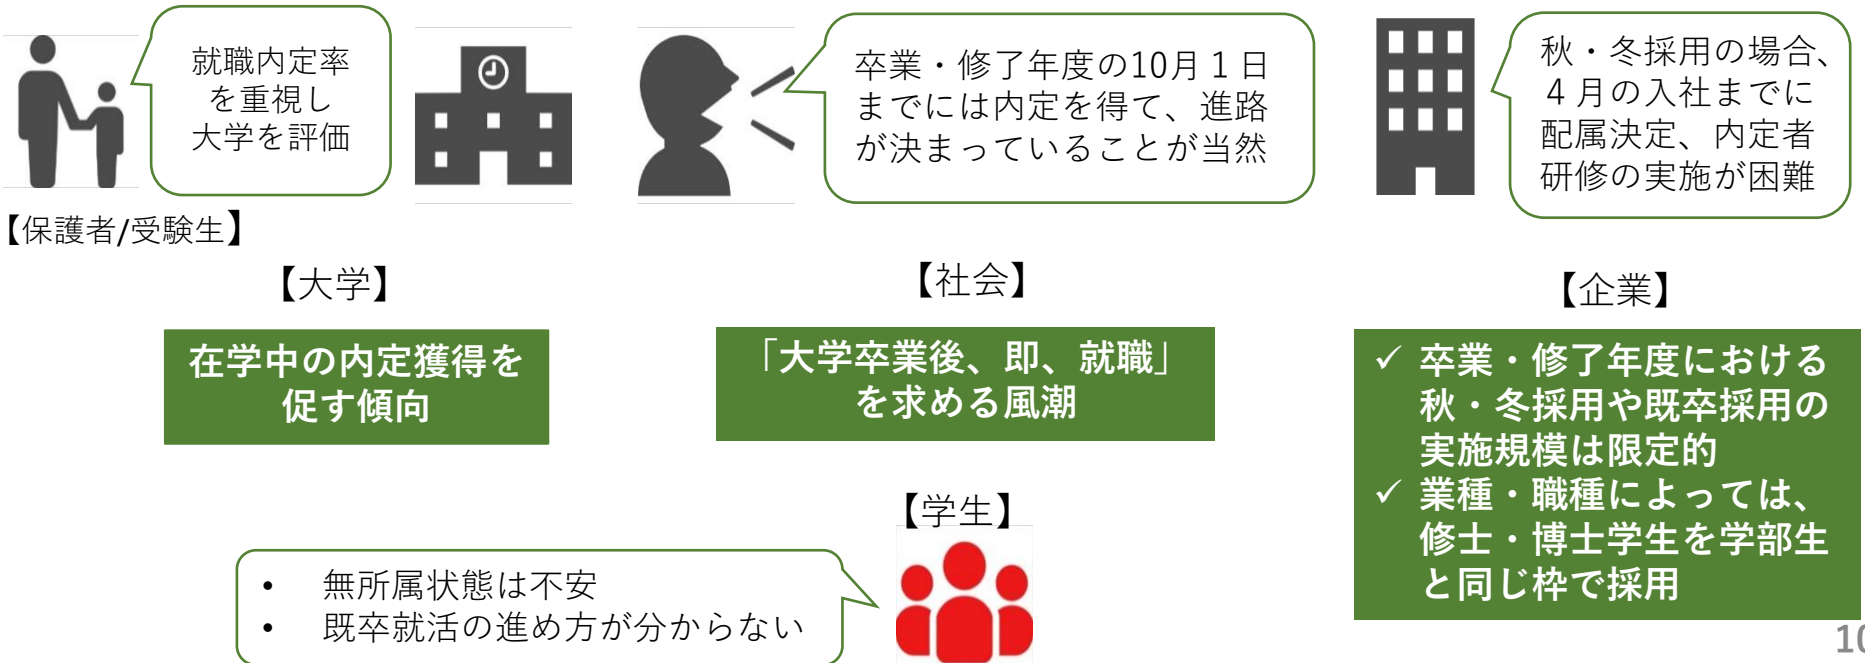 就職内定率
を重視し
大学を評価
【保護者/受験生】
【大学】
在学中の内定獲得を
促す傾向
卒業・修了年度の10月１日
までには内定を得て、進路
が決まっていることが当然
【社会】
「大学卒業後、即、就職」
を求める風潮
秋・冬採用の場合、
４月の入社までに
配属決定、内定者
研修の実施が困難
【企業】
✓ 卒業・修了年度における
秋・冬採用や既卒採用の
実施規模は限定的
✓ 業種・職種によっては、
修士・博士学生を学部生
と同じ枠で採用
【学生】
• 無所属状態は不安
• 既卒就活の進め方が分からない
10